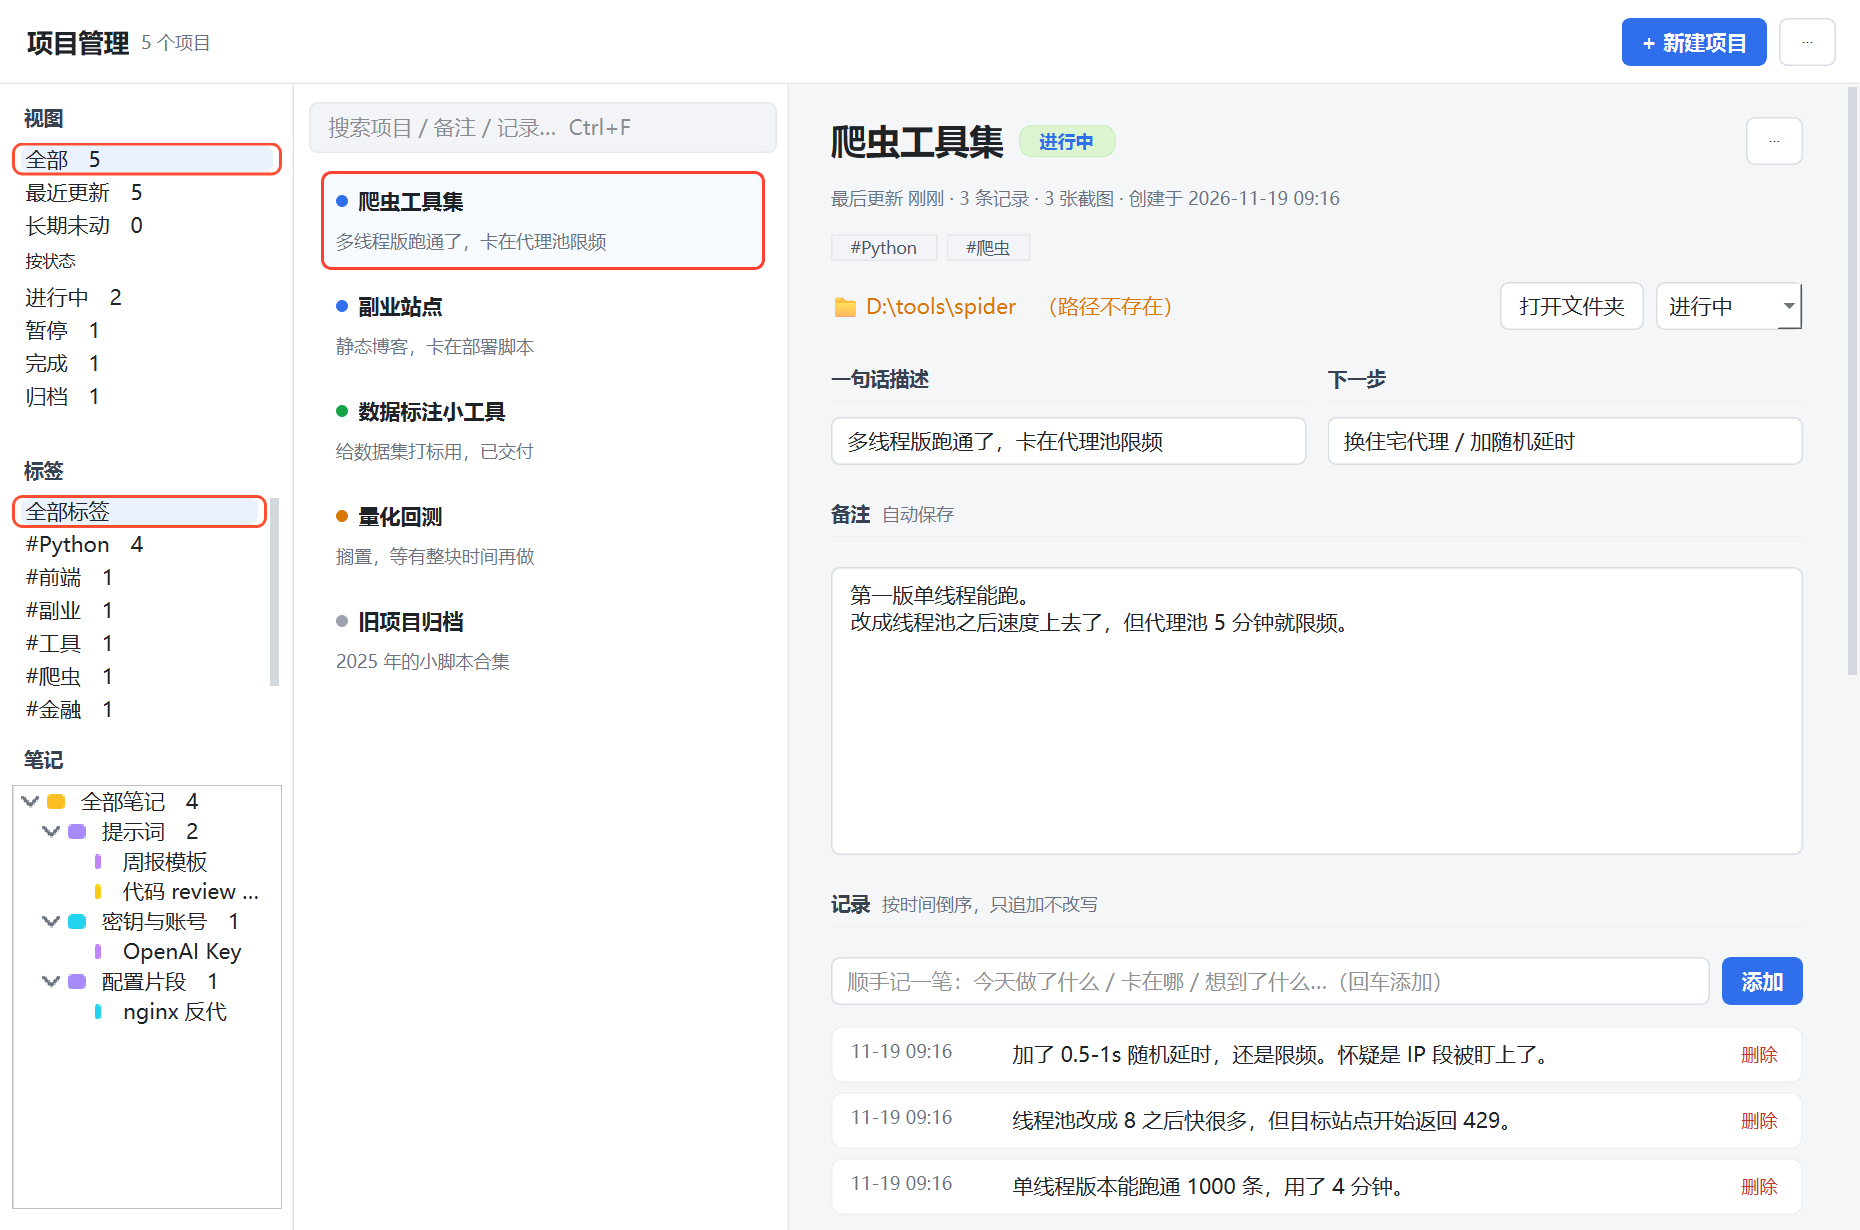 项目管理 5 个项目
+ 新建项目
...
视图
全部 5
最近更新 5
长期未动 0
按状态
进行中 2
暂停 1
完成 1
归档 1
标签
全部标签
#Python 4
#前端 1
#副业 1
#工具 1
#爬虫 1
#金融 1
笔记
全部笔记 4
提示词 2
周报模板
代码 review ...
密钥与账号 1
OpenAI Key
配置片段 1
nginx 反代
搜索项目 / 备注 / 记录... Ctrl+F
爬虫工具集
多线程版跑通了，卡在代理池限频
副业站点
静态博客，卡在部署脚本
数据标注小工具
给数据集打标用，已交付
量化回测
搁置，等有整块时间再做
旧项目归档
2025 年的小脚本合集
爬虫工具集 进行中
...
最后更新 刚刚 · 3 条记录 · 3 张截图 · 创建于 2026-11-19 09:16
#Python #爬虫
D:\tools\spider （路径不存在）
打开文件夹 进行中
一句话描述
多线程版跑通了，卡在代理池限频
下一步
换住宅代理 / 加随机延时
备注 自动保存
第一版单线程能跑。
改成线程池之后速度上去了，但代理池 5 分钟就限频。
记录 按时间倒序，只追加不改写
顺手记一笔：今天做了什么 / 卡在哪 / 想到了什么...（回车添加）
添加
11-19 09:16 加了 0.5-1s 随机延时，还是限频。怀疑是 IP 段被盯上了。 删除
11-19 09:16 线程池改成 8 之后快很多，但目标站点开始返回 429。 删除
11-19 09:16 单线程版本能跑通 1000 条，用了 4 分钟。 删除